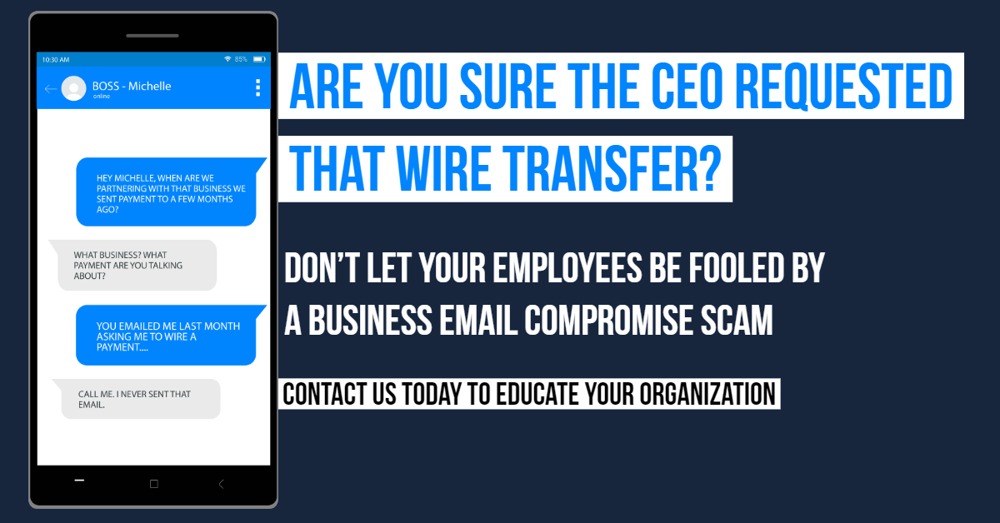 10:30 AM
85%
BOSS - Michelle
online
HEY MICHELLE, WHEN ARE WE
PARTNERING WITH THAT BUSINESS WE
SENT PAYMENT TO A FEW MONTHS
AGO?
WHAT BUSINESS? WHAT
PAYMENT ARE YOU TALKING
ABOUT?
YOU EMAILED ME LAST MONTH
ASKING ME TO WIRE A
PAYMENT....
CALL ME. I NEVER SENT THAT
EMAIL.
ARE YOU SURE THE CEO REQUESTED
THAT WIRE TRANSFER?
DON'T LET YOUR EMPLOYEES BE FOOLED BY
A BUSINESS EMAIL COMPROMISE SCAM
CONTACT US TODAY TO EDUCATE YOUR ORGANIZATION